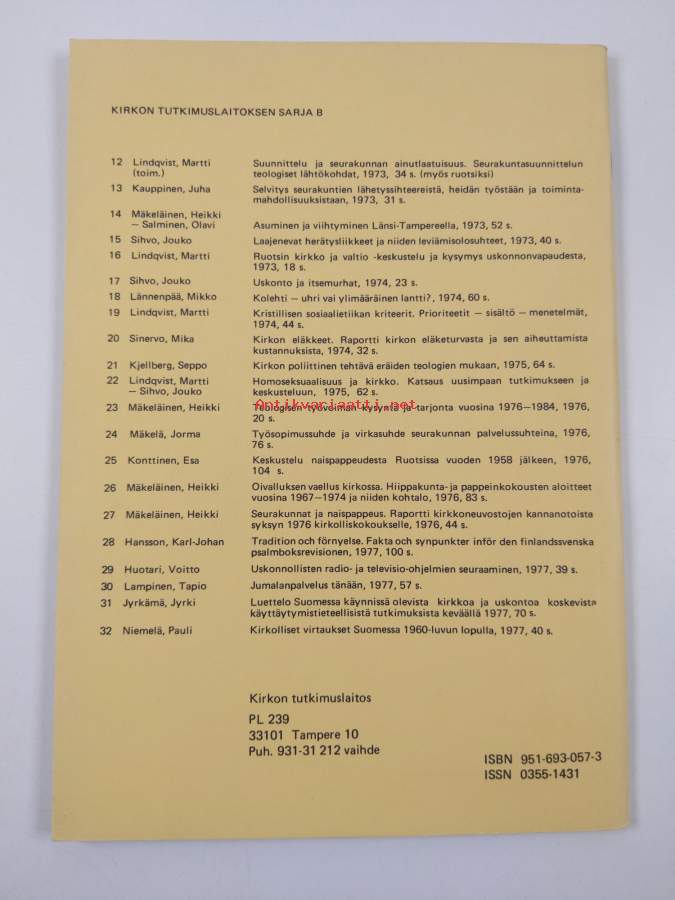 KIRKON TUTKIMUSLAITOKSEN SARJA B
12 Lindqvist, Martti Suunnittelu ja seurakunnan ainutlaatuisuus. Seurakuntasuunnittelun
(toim.) teologiset lähtökohdat, 1973, 34 s. (myös ruotsiksi)
13 Kauppinen, Juha Selvitys seurakuntien lähetyssihteereistä, heidän työstään ja toiminta-
mahdollisuuksistaan, 1973, 31 s.
14 Mäkeläinen, Heikki
— Salminen, Olavi Asuminen ja viihtyminen Länsi-Tampereella, 1973, 52 s.
15 Sihvo, Jouko Laajenevat herätysliikkeet ja niiden leviämisolosuhteet, 1973, 40 s.
16 Lindqvist, Martti Ruotsin kirkko ja valtio -keskustelu ja kysymys uskonnonvapaudesta,
1973, 18 s.
17 Sihvo, Jouko Uskonto ja itsemurhat, 1974, 23 s.
18 Lännenpää, Mikko Kolehti — uhri vai ylimääräinen lantti?, 1974, 60 s.
19 Lindqvist, Martti Kristillisen sosiaalietiikan kriteerit. Prioriteetit — sisältö — menetelmät,
1974, 44 s.
20 Sinervo, Mika Kirkon eläkkeet. Raportti kirkon eläketurvasta ja sen aiheuttamista
kustannuksista, 1974, 32 s.
21 Kjellberg, Seppo Kirkon poliittinen tehtävä eräiden teologien mukaan, 1975, 64 s.
22 Lindqvist, Martti Homoseksuaalisuus ja kirkko. Katsaus uusimpaan tutkimukseen ja
— Sihvo, Jouko keskusteluun, 1975, 62 s.
Antikvariaatti.net
23 Mäkeläinen, Heikki Teologisen työvoiman kysyntä ja tarjonta vuosina 1976—1984, 1976,
20 s.
24 Mäkelä, Jorma Työsopimussuhde ja virkasuhde seurakunnan palvelussuhteina, 1976,
76 s.
25 Konttinen, Esa Keskustelu naispappeudesta Ruotsissa vuoden 1958 jälkeen, 1976,
104 s.
26 Mäkeläinen, Heikki Oivalluksen vaellus kirkossa. Hiippakunta- ja pappeinkokousten aloitteet
vuosina 1967—1974 ja niiden kohtalo, 1976, 83 s.
27 Mäkeläinen, Heikki Seurakunnat ja naispappeus. Raportti kirkkoneuvostojen kannanotoista
syksyn 1976 kirkolliskokoukselle, 1976, 44 s.
28 Hansson, Karl-Johan Tradition och förnyelse. Fakta och synpunkter inför den finlandssvenska
psalmboksrevisionen, 1977, 100 s.
29 Huotari, Voitto Uskonnollisten radio- ja televisio-ohjelmien seuraaminen, 1977, 39 s.
30 Lampinen, Tapio Jumalanpalvelus tänään, 1977, 57 s.
31 Jyrkämä, Jyrki Luettelo Suomessa käynnissä olevista kirkkoa ja uskontoa koskevista
käyttäytymistieteellisistä tutkimuksista keväällä 1977, 70 s.
32 Niemelä, Pauli Kirkolliset virtaukset Suomessa 1960-luvun lopulla, 1977, 40 s.
Kirkon tutkimuslaitos
PL 239
33101 Tampere 10
Puh. 931-31 212 vaihde
ISBN 951-693-057-3
ISSN 0355-1431